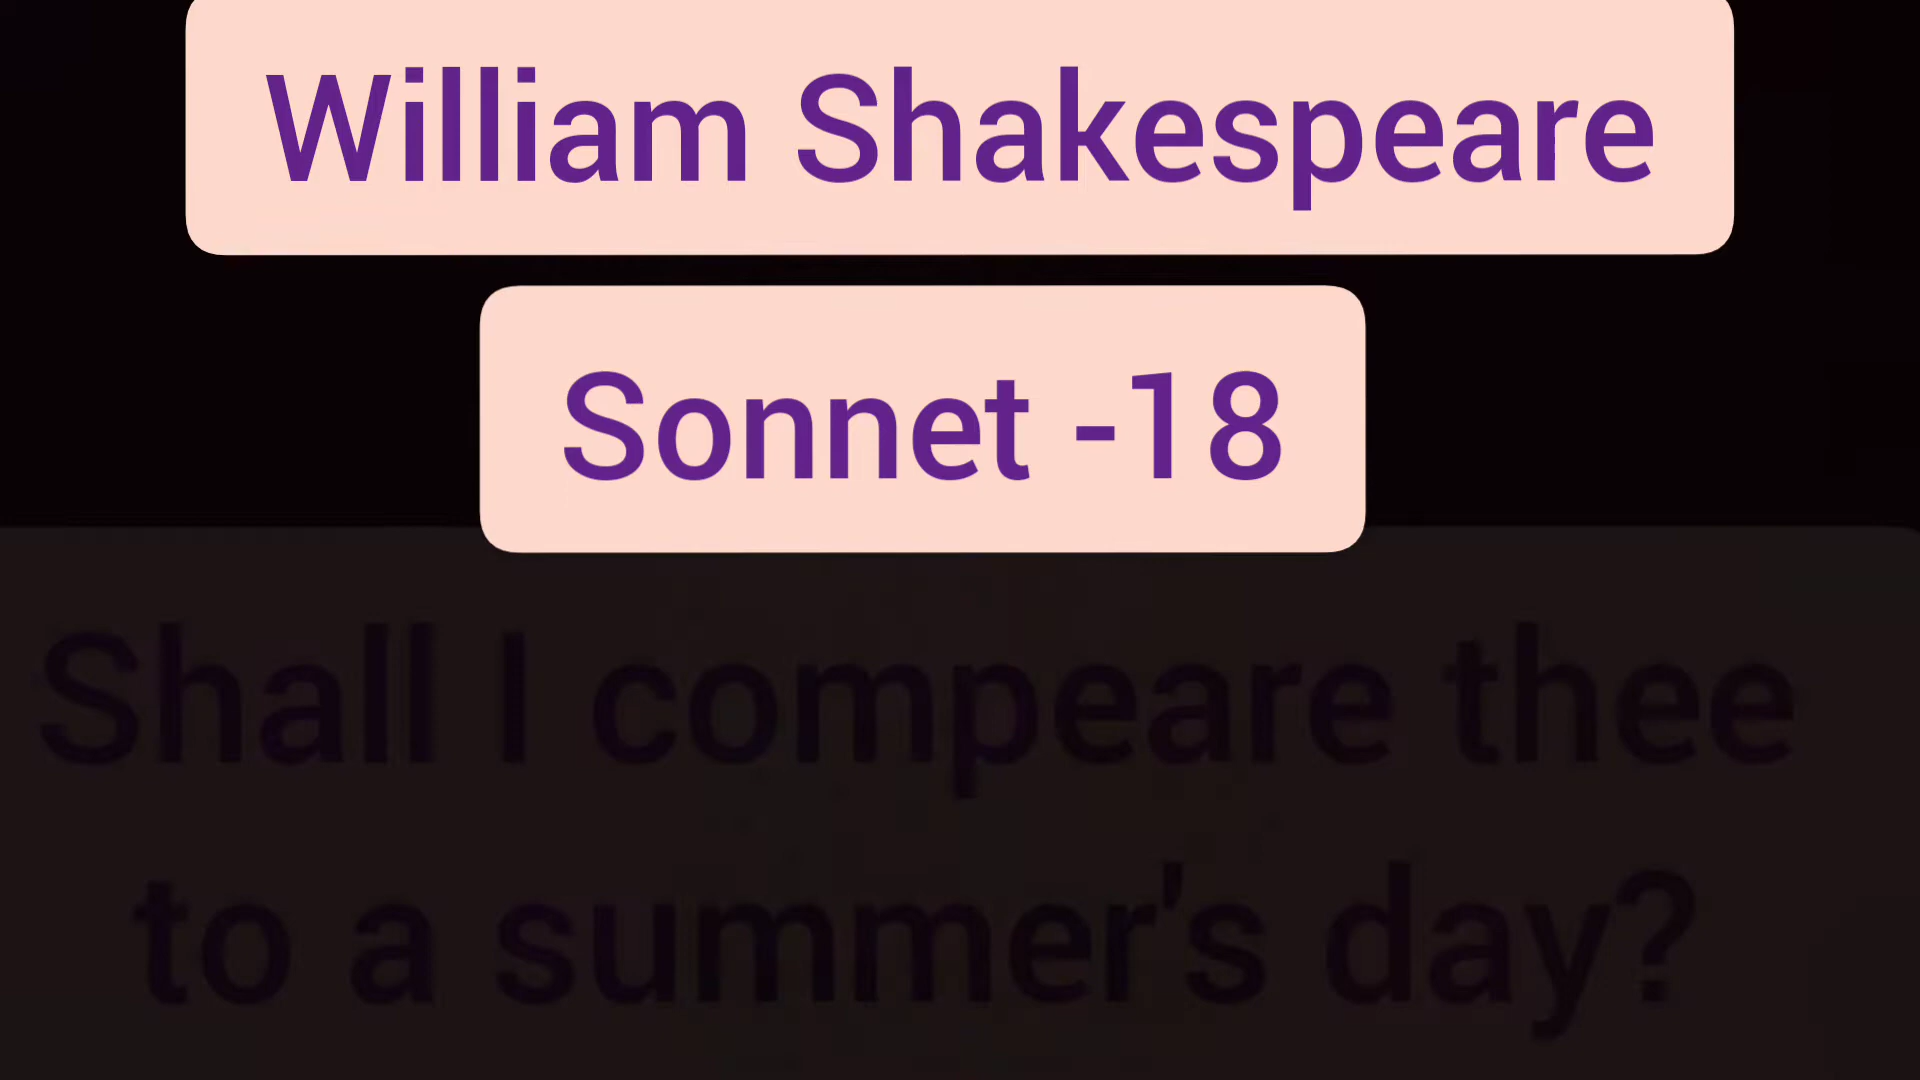 William Shakespeare
Sonnet -18
Shall I compeare thee
to a summer's day?